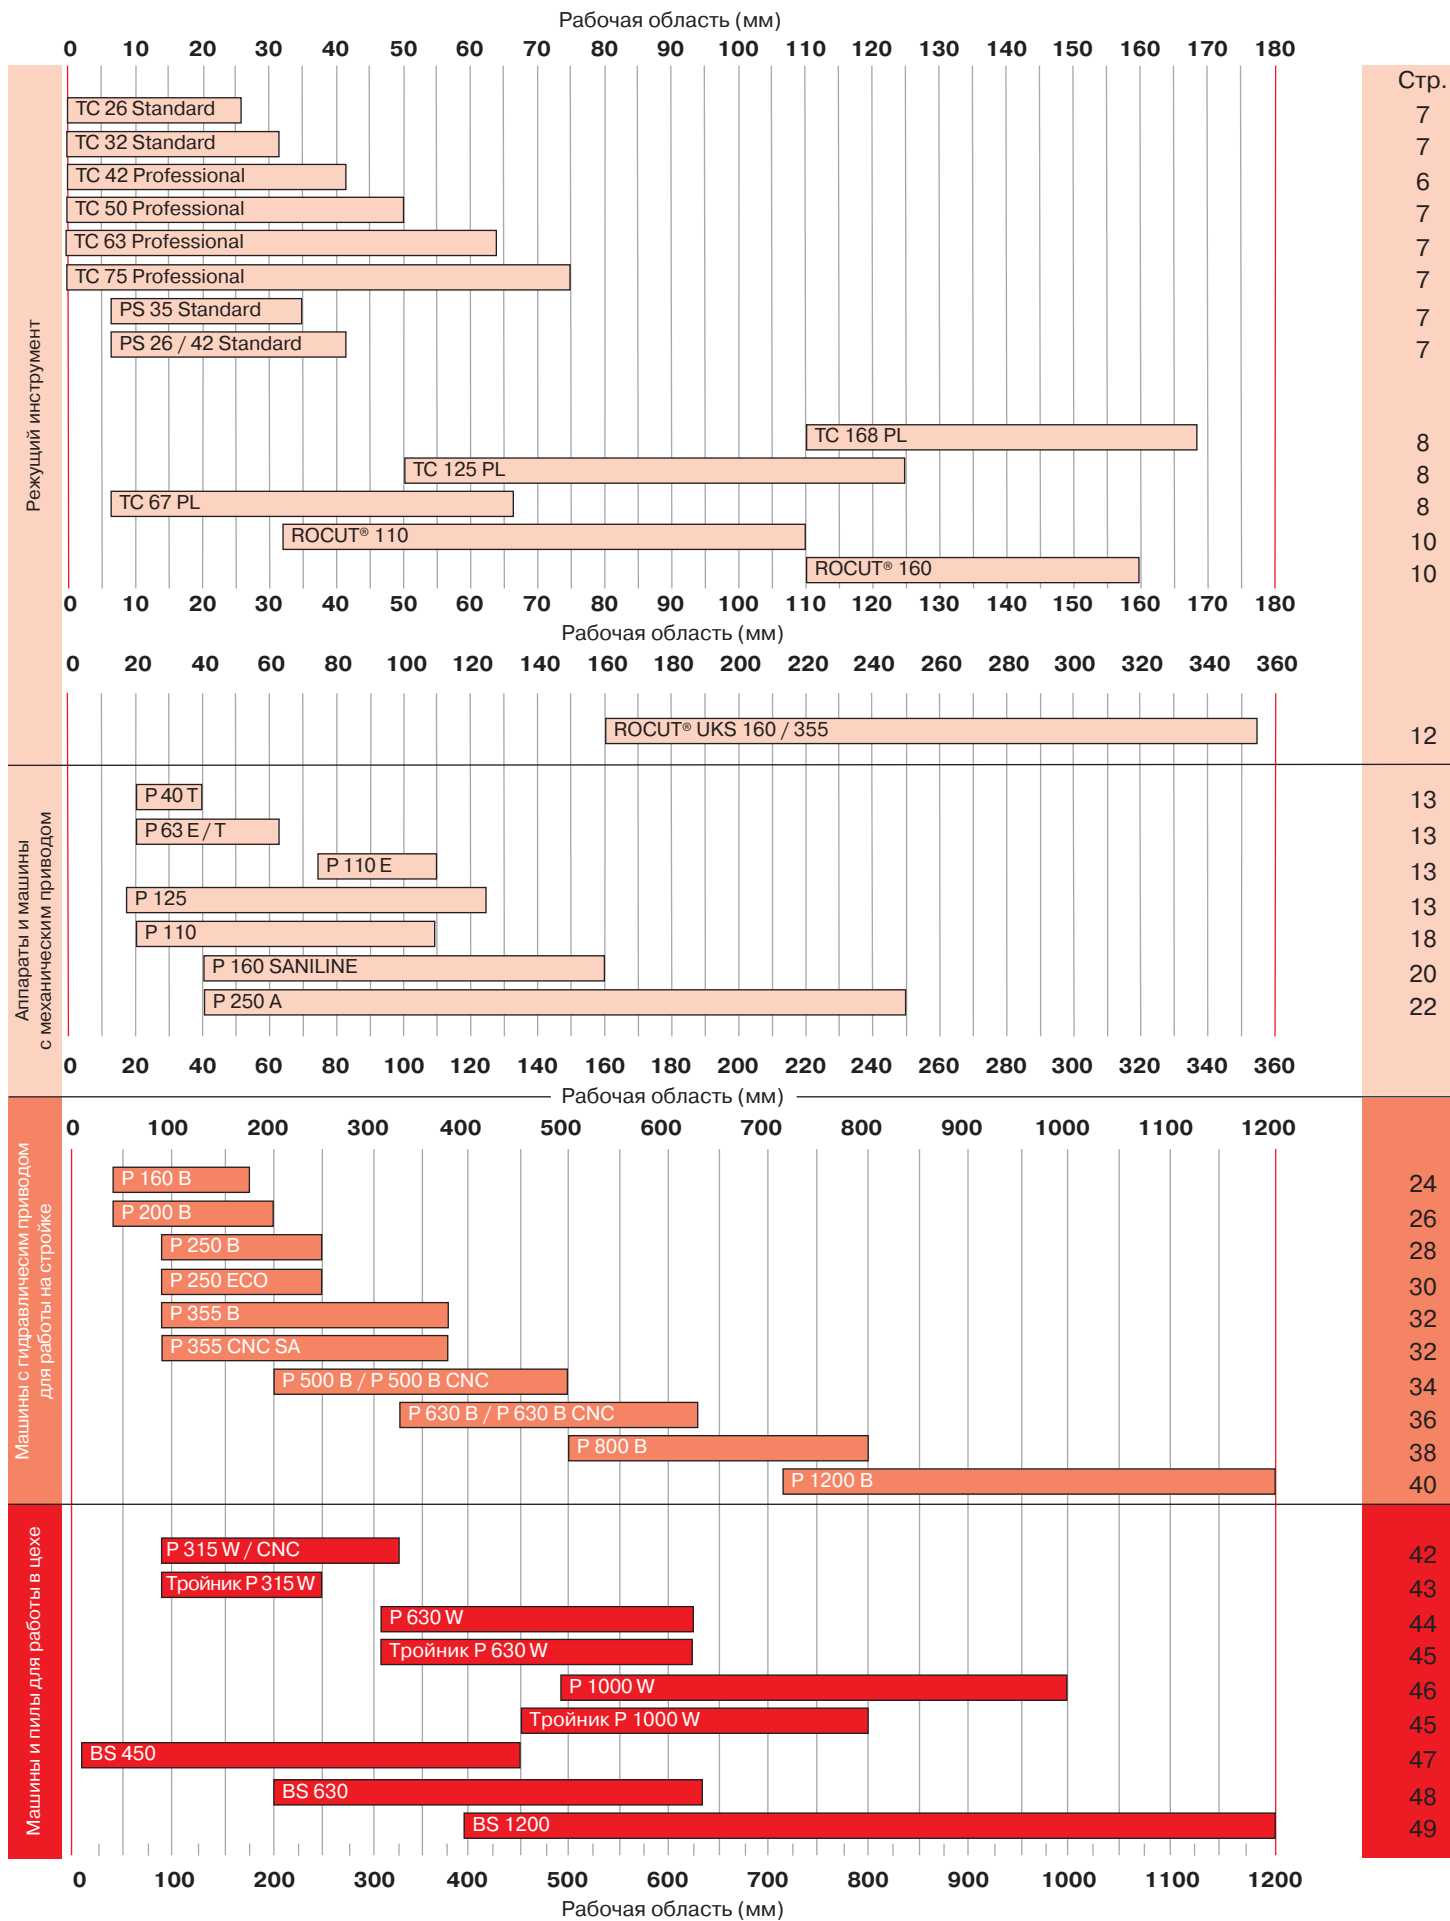 Рабочая область (мм)
0 10 20 30 40 50 60 70 80 90 100 110 120 130 140 150 160 170 180
Стр.
TC 26 Standard 7
TC 32 Standard 7
TC 42 Professional 6
TC 50 Professional 7
TC 63 Professional 7
TC 75 Professional 7
PS 35 Standard 7
PS 26 / 42 Standard 7
Режущий инструмент
TC 168 PL 8
TC 125 PL 8
TC 67 PL 8
ROCUT® 110 10
ROCUT® 160 10
0 10 20 30 40 50 60 70 80 90 100 110 120 130 140 150 160 170 180
Рабочая область (мм)
0 20 40 60 80 100 120 140 160 180 200 220 240 260 280 300 320 340 360
ROCUT® UKS 160 / 355 12
Аппараты и машины
с механическим приводом
P 40 T 13
P 63 E / T 13
P 110 E 13
P 125 13
P 110 18
P 160 SANILINE 20
P 250 A 22
0 20 40 60 80 100 120 140 160 180 200 220 240 260 280 300 320 340 360
Рабочая область (мм)
0 100 200 300 400 500 600 700 800 900 1000 1100 1200
Машины с гидравличесим приводом
для работы на стройке
P 160 B 24
P 200 B 26
P 250 B 28
P 250 ECO 30
P 355 B 32
P 355 CNC SA 32
P 500 B / P 500 B CNC 34
P 630 B / P 630 B CNC 36
P 800 B 38
P 1200 B 40
Машины и пилы для работы в цехе
P 315 W / CNC 42
Тройник P 315 W 43
P 630 W 44
Тройник P 630 W 45
P 1000 W 46
Тройник P 1000 W 45
BS 450 47
BS 630 48
BS 1200 49
0 100 200 300 400 500 600 700 800 900 1000 1100 1200
Рабочая область (мм)